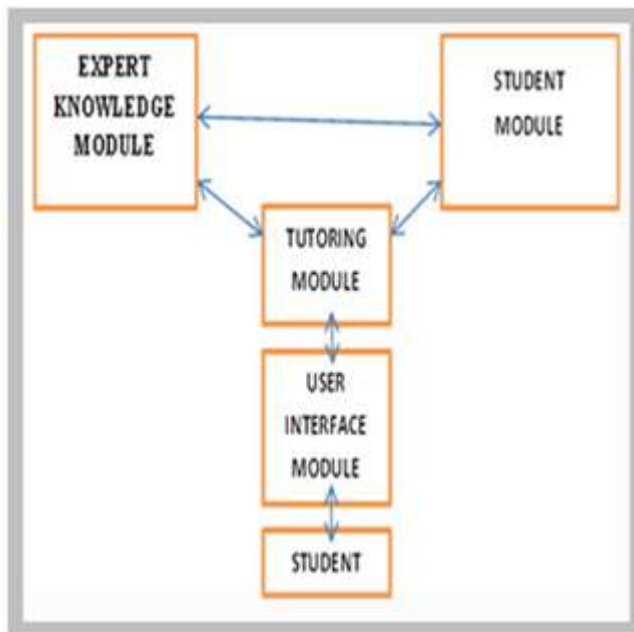 EXPERT
KNOWLEDGE
MODULE
STUDENT
MODULE
TUTORING
MODULE
USER
INTERFACE
MODULE
STUDENT